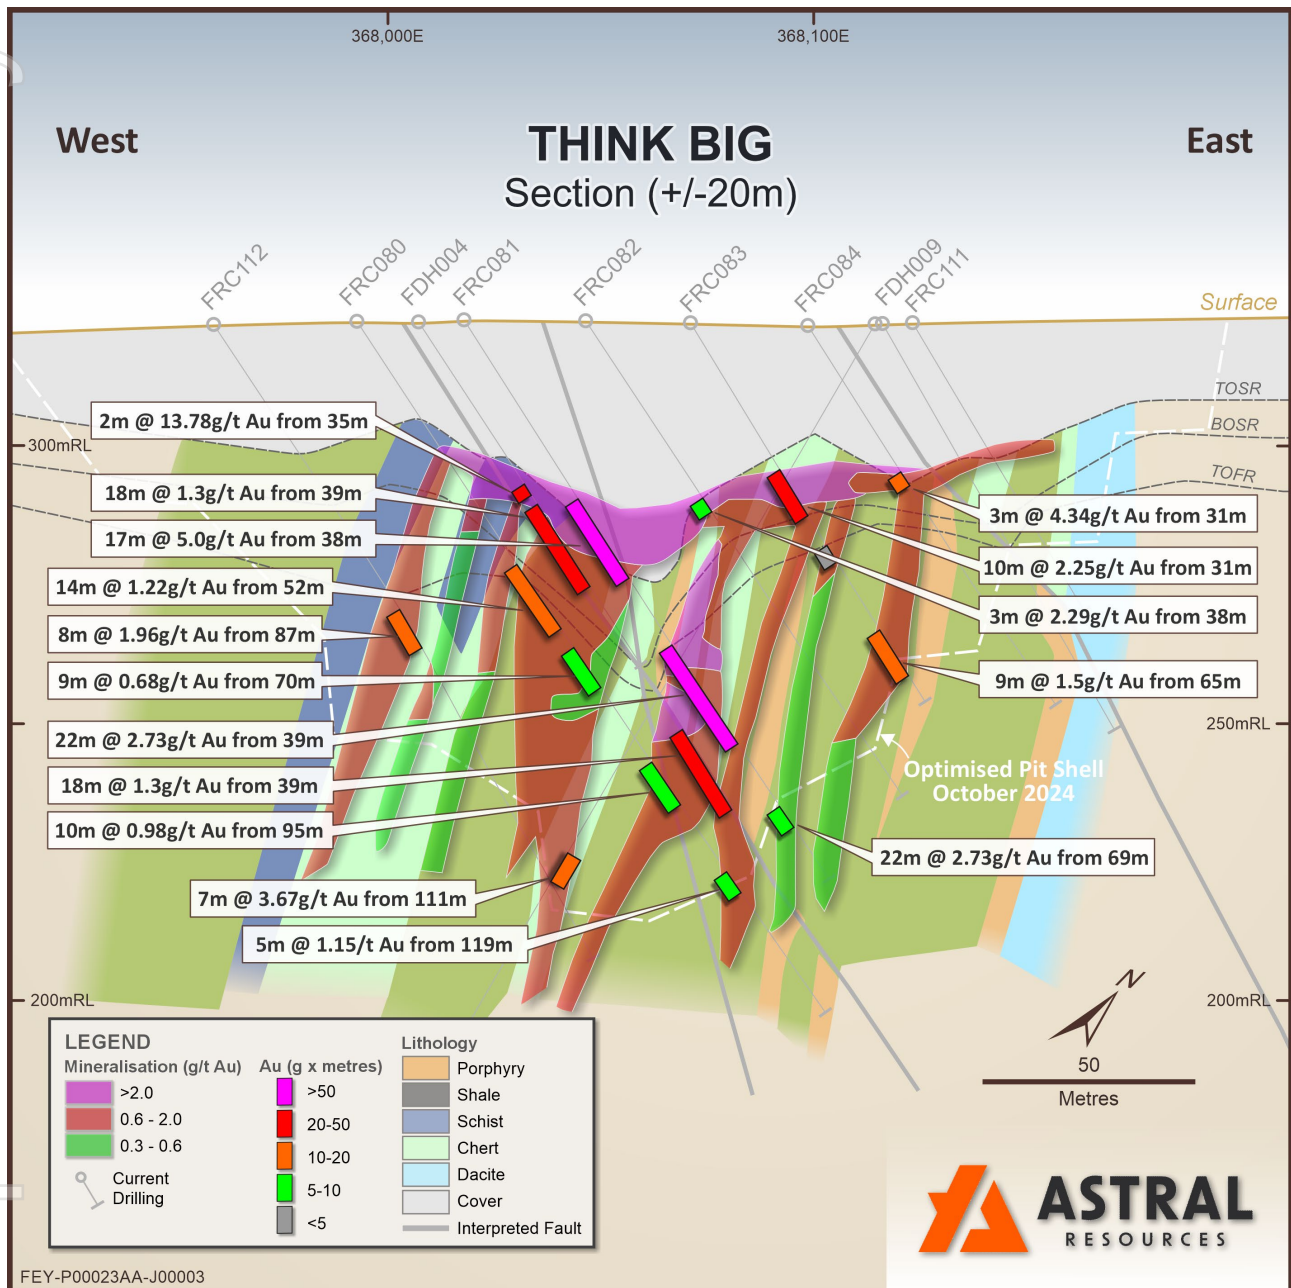 368,000E
368,100E
West
THINK BIG
East
Section (+/-20m)
FRC112
FRC080
FDH004
FRC081
FRC082
FRC083
FRC084
FDH009
FRC111
Surface
TOSR
BOSR
TOFR
300mRL
2m @ 13.78g/t Au from 35m
18m @ 1.3g/t Au from 39m
17m @ 5.0g/t Au from 38m
14m @ 1.22g/t Au from 52m
8m @ 1.96g/t Au from 87m
9m @ 0.68g/t Au from 70m
22m @ 2.73g/t Au from 39m
18m @ 1.3g/t Au from 39m
10m @ 0.98g/t Au from 95m
7m @ 3.67g/t Au from 111m
5m @ 1.15/t Au from 119m
3m @ 4.34g/t Au from 31m
10m @ 2.25g/t Au from 31m
3m @ 2.29g/t Au from 38m
9m @ 1.5g/t Au from 65m
250mRL
Optimised Pit Shell
October 2024
22m @ 2.73g/t Au from 69m
200mRL
200mRL
LEGEND
Mineralisation (g/t Au)
>2.0
0.6 - 2.0
0.3 - 0.6
Current
Drilling
Au (g x metres)
>50
20-50
10-20
5-10
<5
Lithology
Porphyry
Shale
Schist
Chert
Dacite
Cover
Interpreted Fault
N
50
Metres
ASTRAL
RESOURCES
FEY-P00023AA-J00003